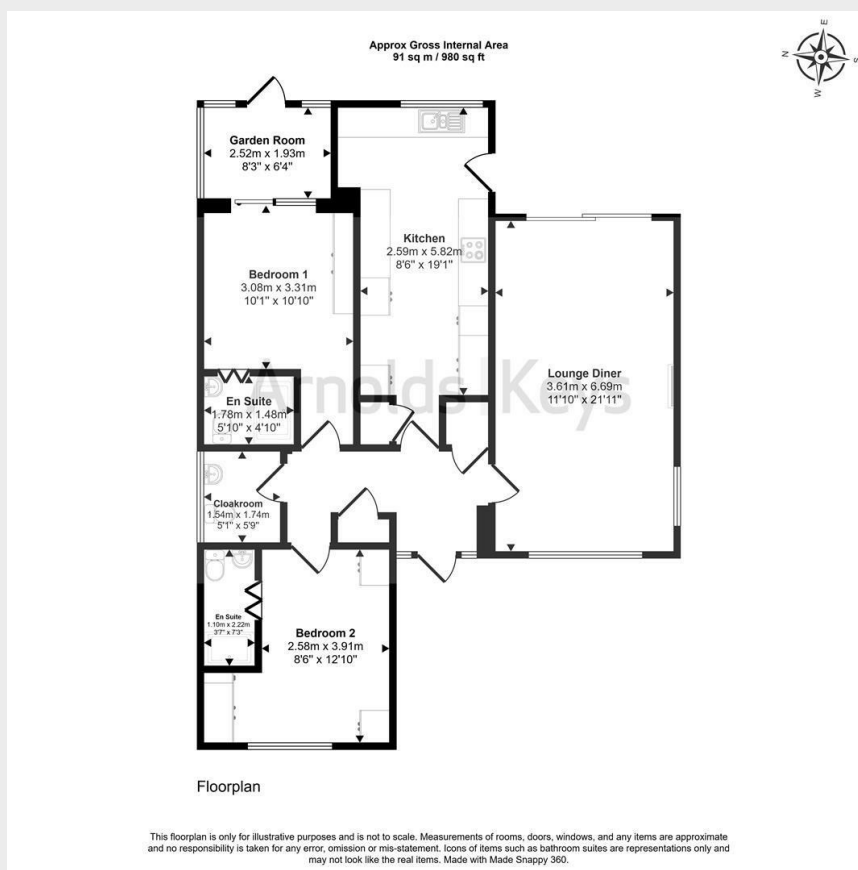 Approx Gross Internal Area
91 sq m / 980 sq ft
E
N
S
W
Garden Room
2.52m x 1.93m
8'3" x 6'4"
Kitchen
2.59m x 5.82m
8'6" x 19'1"
Bedroom 1
3.08m x 3.31m
10'1" x 10'10"
Lounge Diner
3.61m x 6.69m
11'10" x 21'11"
Arnolds | Keys
En Suite
1.78m x 1.48m
5'10" x 4'10"
Cloakroom
1.54m x 1.74m
5'1" x 5'9"
En Suite
1.10m x 2.22m
3'7" x 7'3"
Bedroom 2
2.58m x 3.91m
8'6" x 12'10"
Floorplan
This floorplan is only for illustrative purposes and is not to scale. Measurements of rooms, doors, windows, and any items are approximate
and no responsibility is taken for any error, omission or mis-statement. Icons of items such as bathroom suites are representations only and
may not look like the real items. Made with Made Snappy 360.